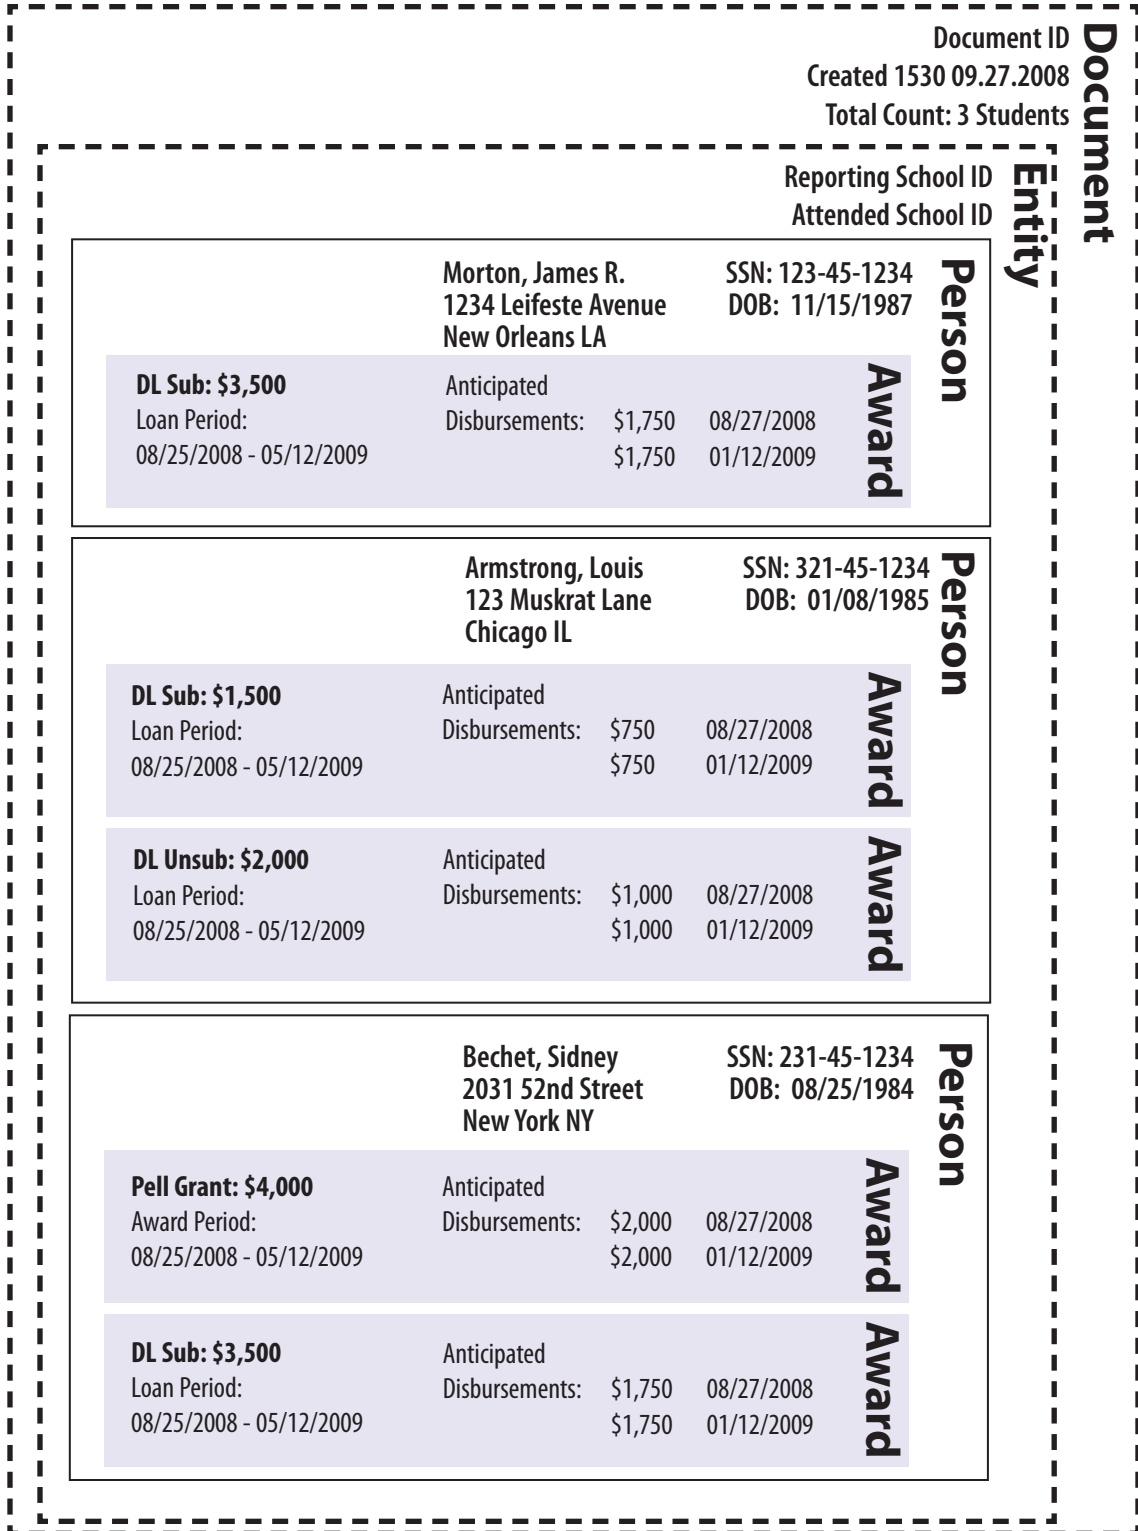 Document
Document ID
Created 1530 09.27.2008
Total Count: 3 Students
Entity
Reporting School ID
Attended School ID
Person
Morton, James R. SSN: 123-45-1234
1234 Leifeste Avenue DOB: 11/15/1987
New Orleans LA
Award
DL Sub: $3,500 Anticipated
Loan Period: Disbursements: $1,750 08/27/2008
08/25/2008 - 05/12/2009 $1,750 01/12/2009
Person
Armstrong, Louis SSN: 321-45-1234
123 Muskrat Lane DOB: 01/08/1985
Chicago IL
Award
DL Sub: $1,500 Anticipated
Loan Period: Disbursements: $750 08/27/2008
08/25/2008 - 05/12/2009 $750 01/12/2009
Award
DL Unsub: $2,000 Anticipated
Loan Period: Disbursements: $1,000 08/27/2008
08/25/2008 - 05/12/2009 $1,000 01/12/2009
Person
Bechet, Sidney SSN: 231-45-1234
2031 52nd Street DOB: 08/25/1984
New York NY
Award
Pell Grant: $4,000 Anticipated
Award Period: Disbursements: $2,000 08/27/2008
08/25/2008 - 05/12/2009 $2,000 01/12/2009
Award
DL Sub: $3,500 Anticipated
Loan Period: Disbursements: $1,750 08/27/2008
08/25/2008 - 05/12/2009 $1,750 01/12/2009